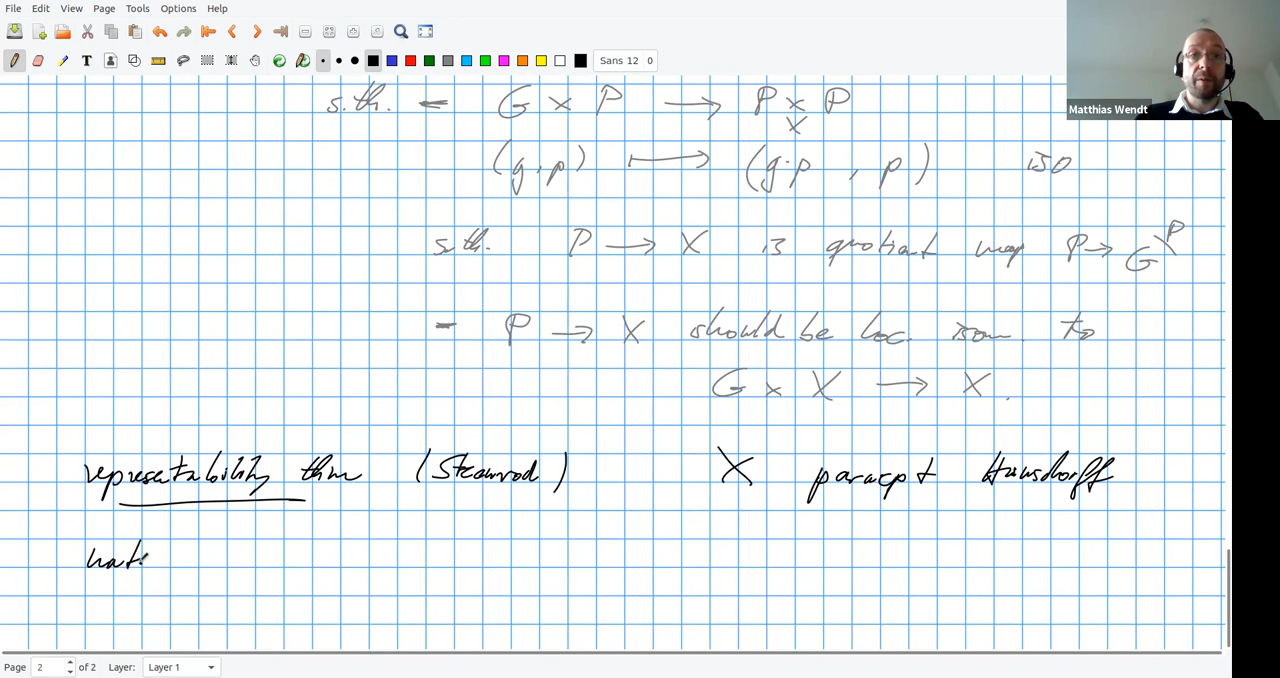 File Edit View Page Tools Options Help
Sans 12 0
Matthias Wendt
s.th. - G × P → P × P
X
(g,p) ↦ (g·p , p) iso
s.th. P → X is quotient map P → G\P
- P → X should be loc. isom. to
G × X → X.
representability thm (Steenrod) X paracpt Hausdorff
nat.
Page 2 of 2 Layer: Layer 1